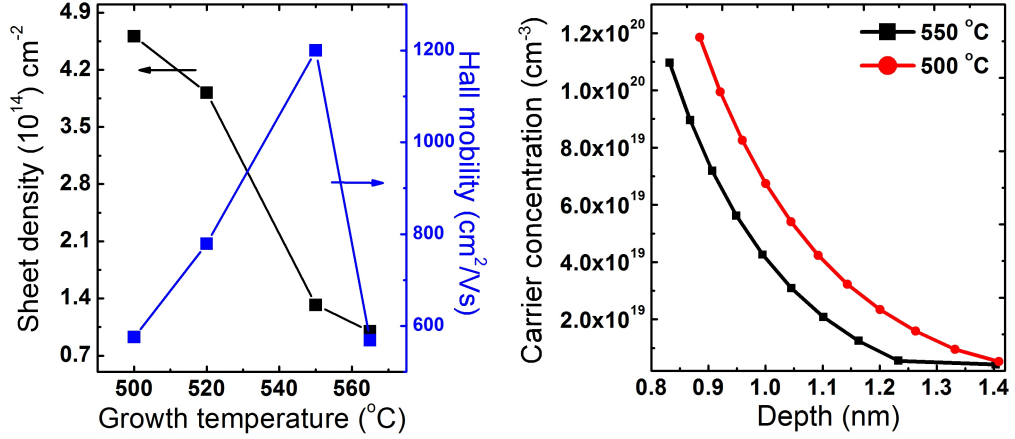 4.9
4.2
3.5
2.8
2.1
1.4
0.7
Sheet density (10^14) cm^-2
500 520 540 560
Growth temperature (°C)
1200
1000
800
600
Hall mobility (cm^2/Vs)
550 °C
500 °C
1.2x10^20
1.0x10^20
8.0x10^19
6.0x10^19
4.0x10^19
2.0x10^19
Carrier concentration (cm^-3)
0.8 0.9 1.0 1.1 1.2 1.3 1.4
Depth (nm)